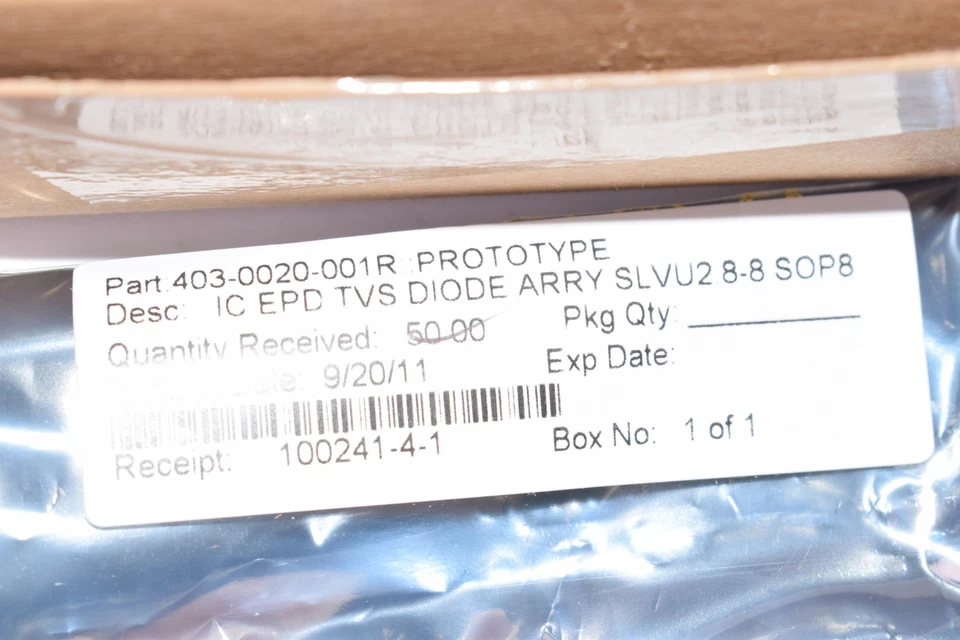 Part: 403-0020-001R :PROTOTYPE
Desc: IC EPD TVS DIODE ARRY SLVU2.8-8 SOP8
Quantity Received: 50.00 Pkg Qty:
Date: 9/20/11 Exp Date:
Receipt: 100241-4-1 Box No: 1 of 1